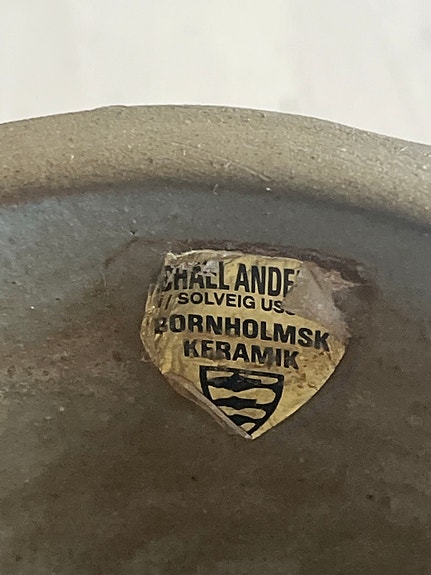 CHALL ANDE
SOLVEIG USS
BORNHOLMSK
KERAMIK